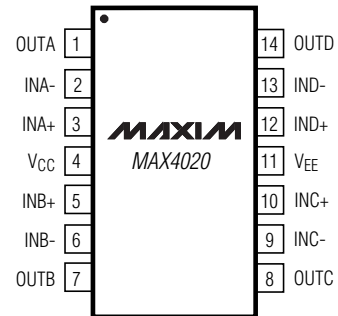 OUTA 1 14 OUTD
INA- 2 13 IND-
INA+ 3 MAXIM 12 IND+
VCC 4 MAX4020 11 VEE
INB+ 5 10 INC+
INB- 6 9 INC-
OUTB 7 8 OUTC